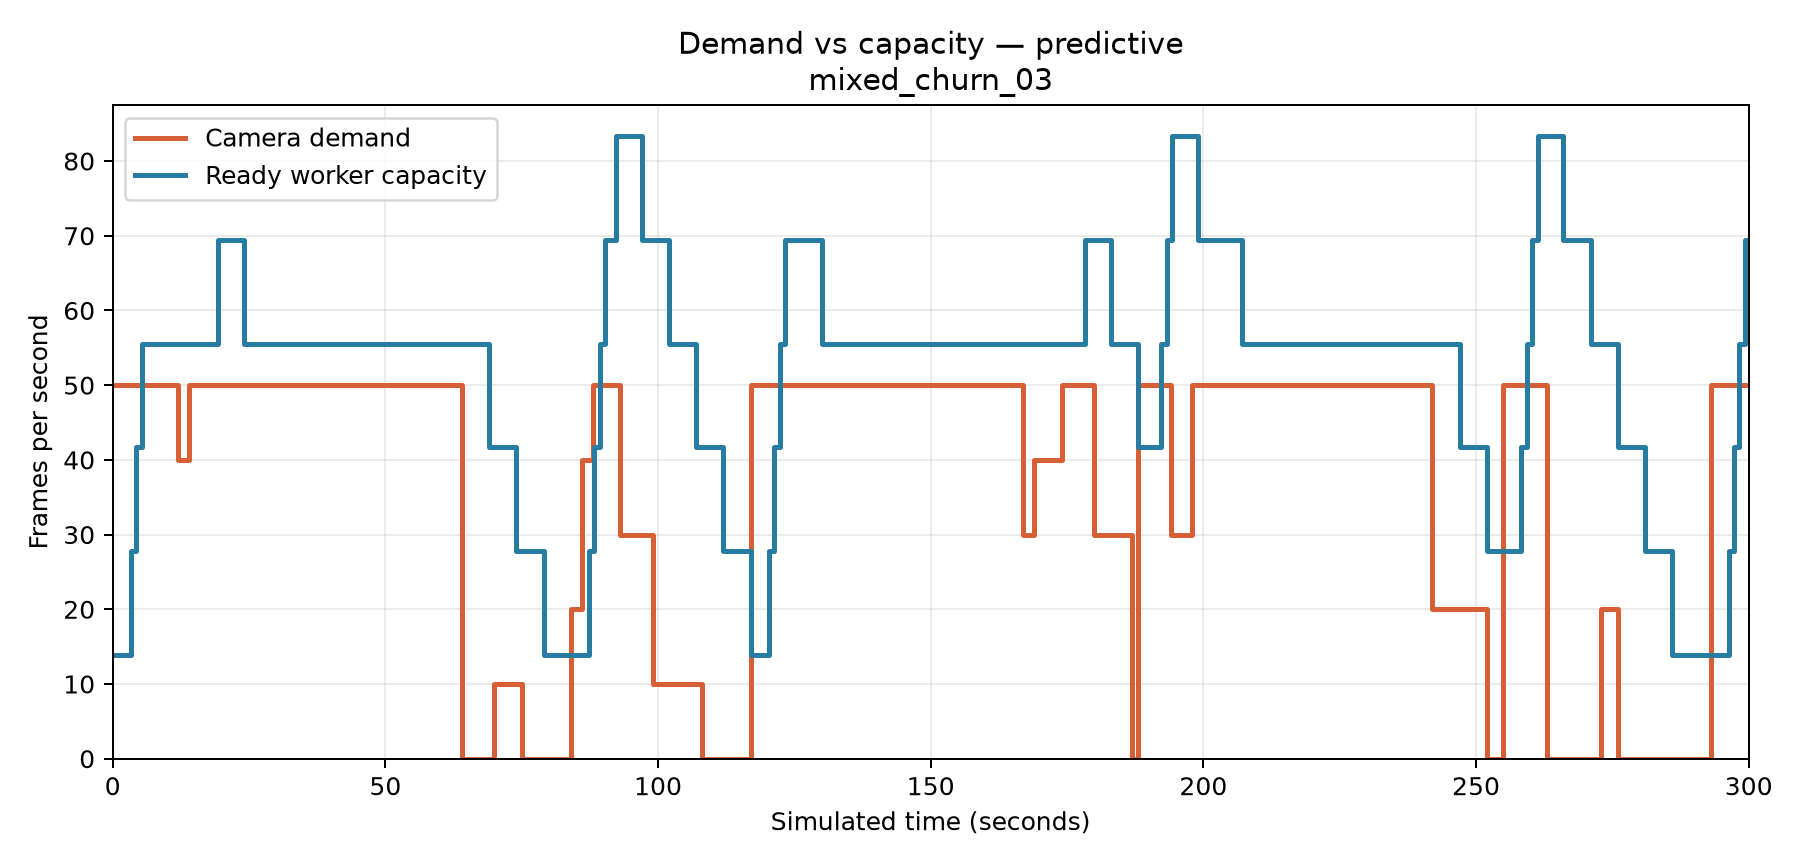 Demand vs capacity — predictive
mixed_churn_03
Camera demand
Ready worker capacity
Frames per second
80
70
60
50
40
30
20
10
0
0 50 100 150 200 250 300
Simulated time (seconds)